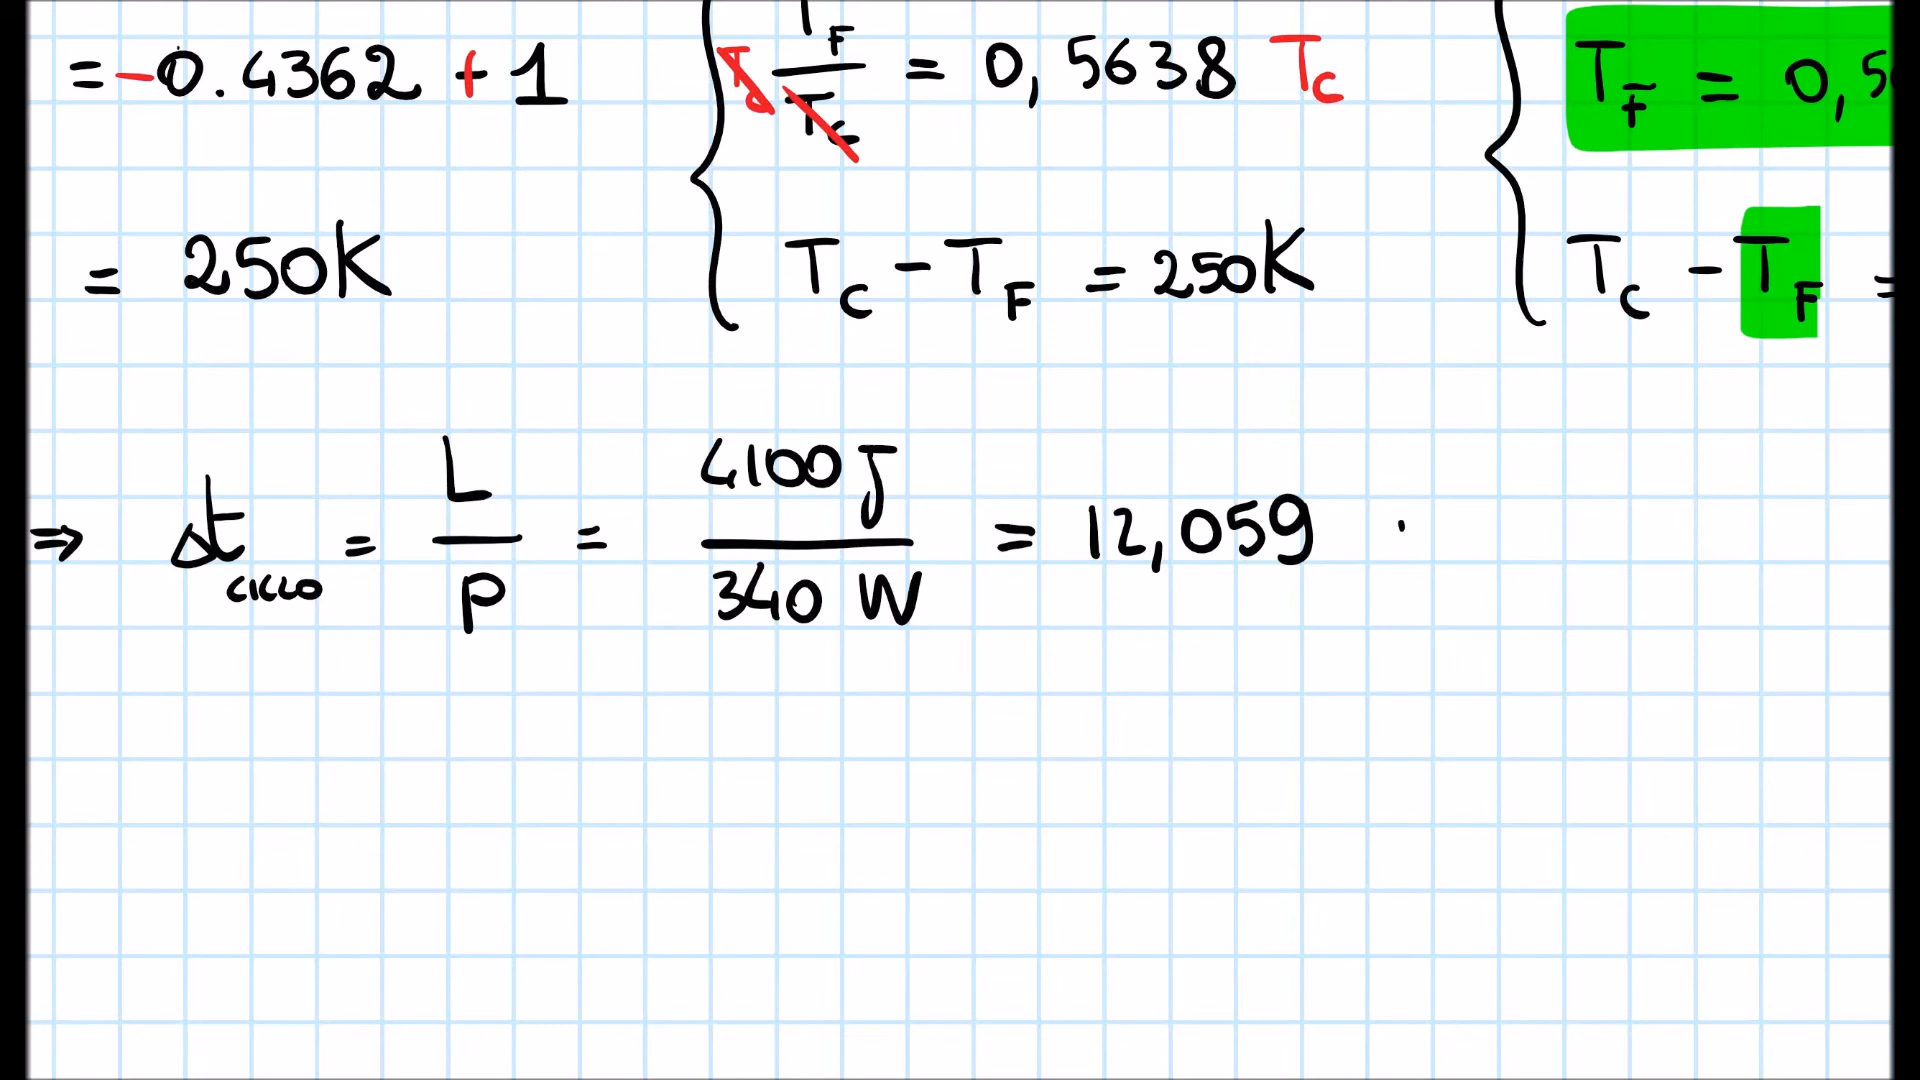 = -0.4362 + 1
T_C T_F / T_C = 0,5638 T_C
T_F = 0,5
= 250K
T_C - T_F = 250K
T_C - T_F =
⇒ Δt_CICLO = L / P = 4100 J / 340 W = 12,059 .